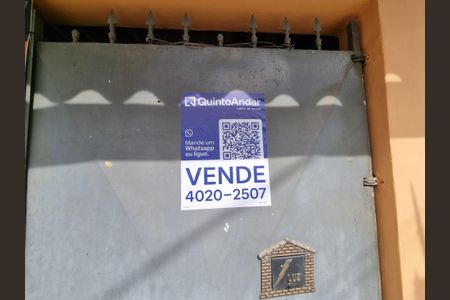 QuintoAndar
Mande um
Whatsapp
ou ligue.
VENDE
4020-2507